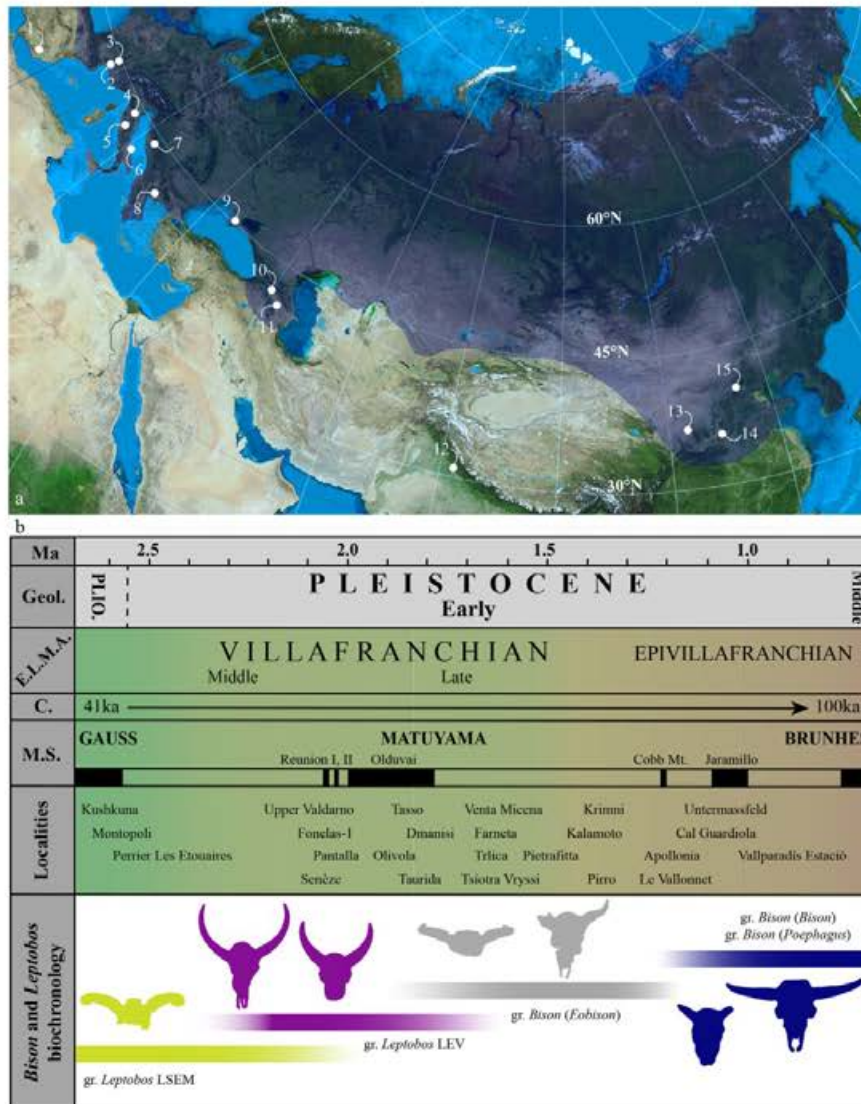 1
3
2
4
5
6
7
8
9
60°N
10
11
45°N
15
13
14
12
30°N
a
b
Ma 2.5 2.0 1.5 1.0
Geol. PLIO. PLEISTOCENE Middle
Early
E.L.M.A. VILLAFRANCHIAN EPIVILLAFRANCHIAN
Middle Late
C. 41ka 100ka
M.S. GAUSS MATUYAMA BRUNHES
Reunion I, II Olduvai Cobb Mt. Jaramillo
Localities
Kushkuna Upper Valdarno Tasso Venta Micena Krimni Untermassfeld
Montopoli Fonelas-1 Dmanisi Farneta Kalamoto Cal Guardiola
Perrier Les Etouaires Pantalla Olivola Trlica Pietrafitta Apollonia Vallparadís Estació
Senèze Taurida Tsiotra Vryssi Pirro Le Vallonnet
Bison and Leptobos biochronology
gr. Bison (Bison)
gr. Bison (Poephagus)
gr. Bison (Eobison)
gr. Leptobos LEV
gr. Leptobos LSEM